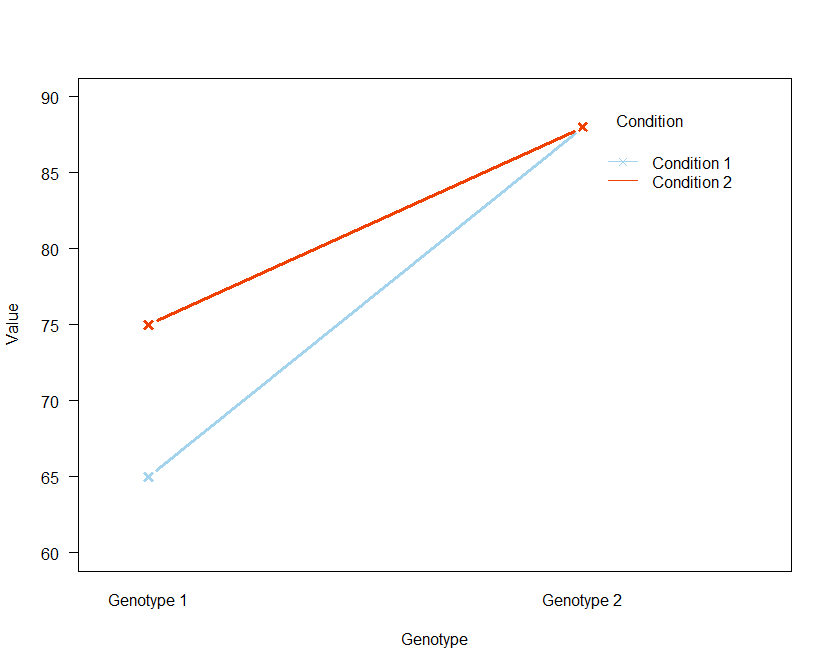 90
85
80
75
70
65
60
Value
Condition
Condition 1
Condition 2
Genotype 1
Genotype 2
Genotype